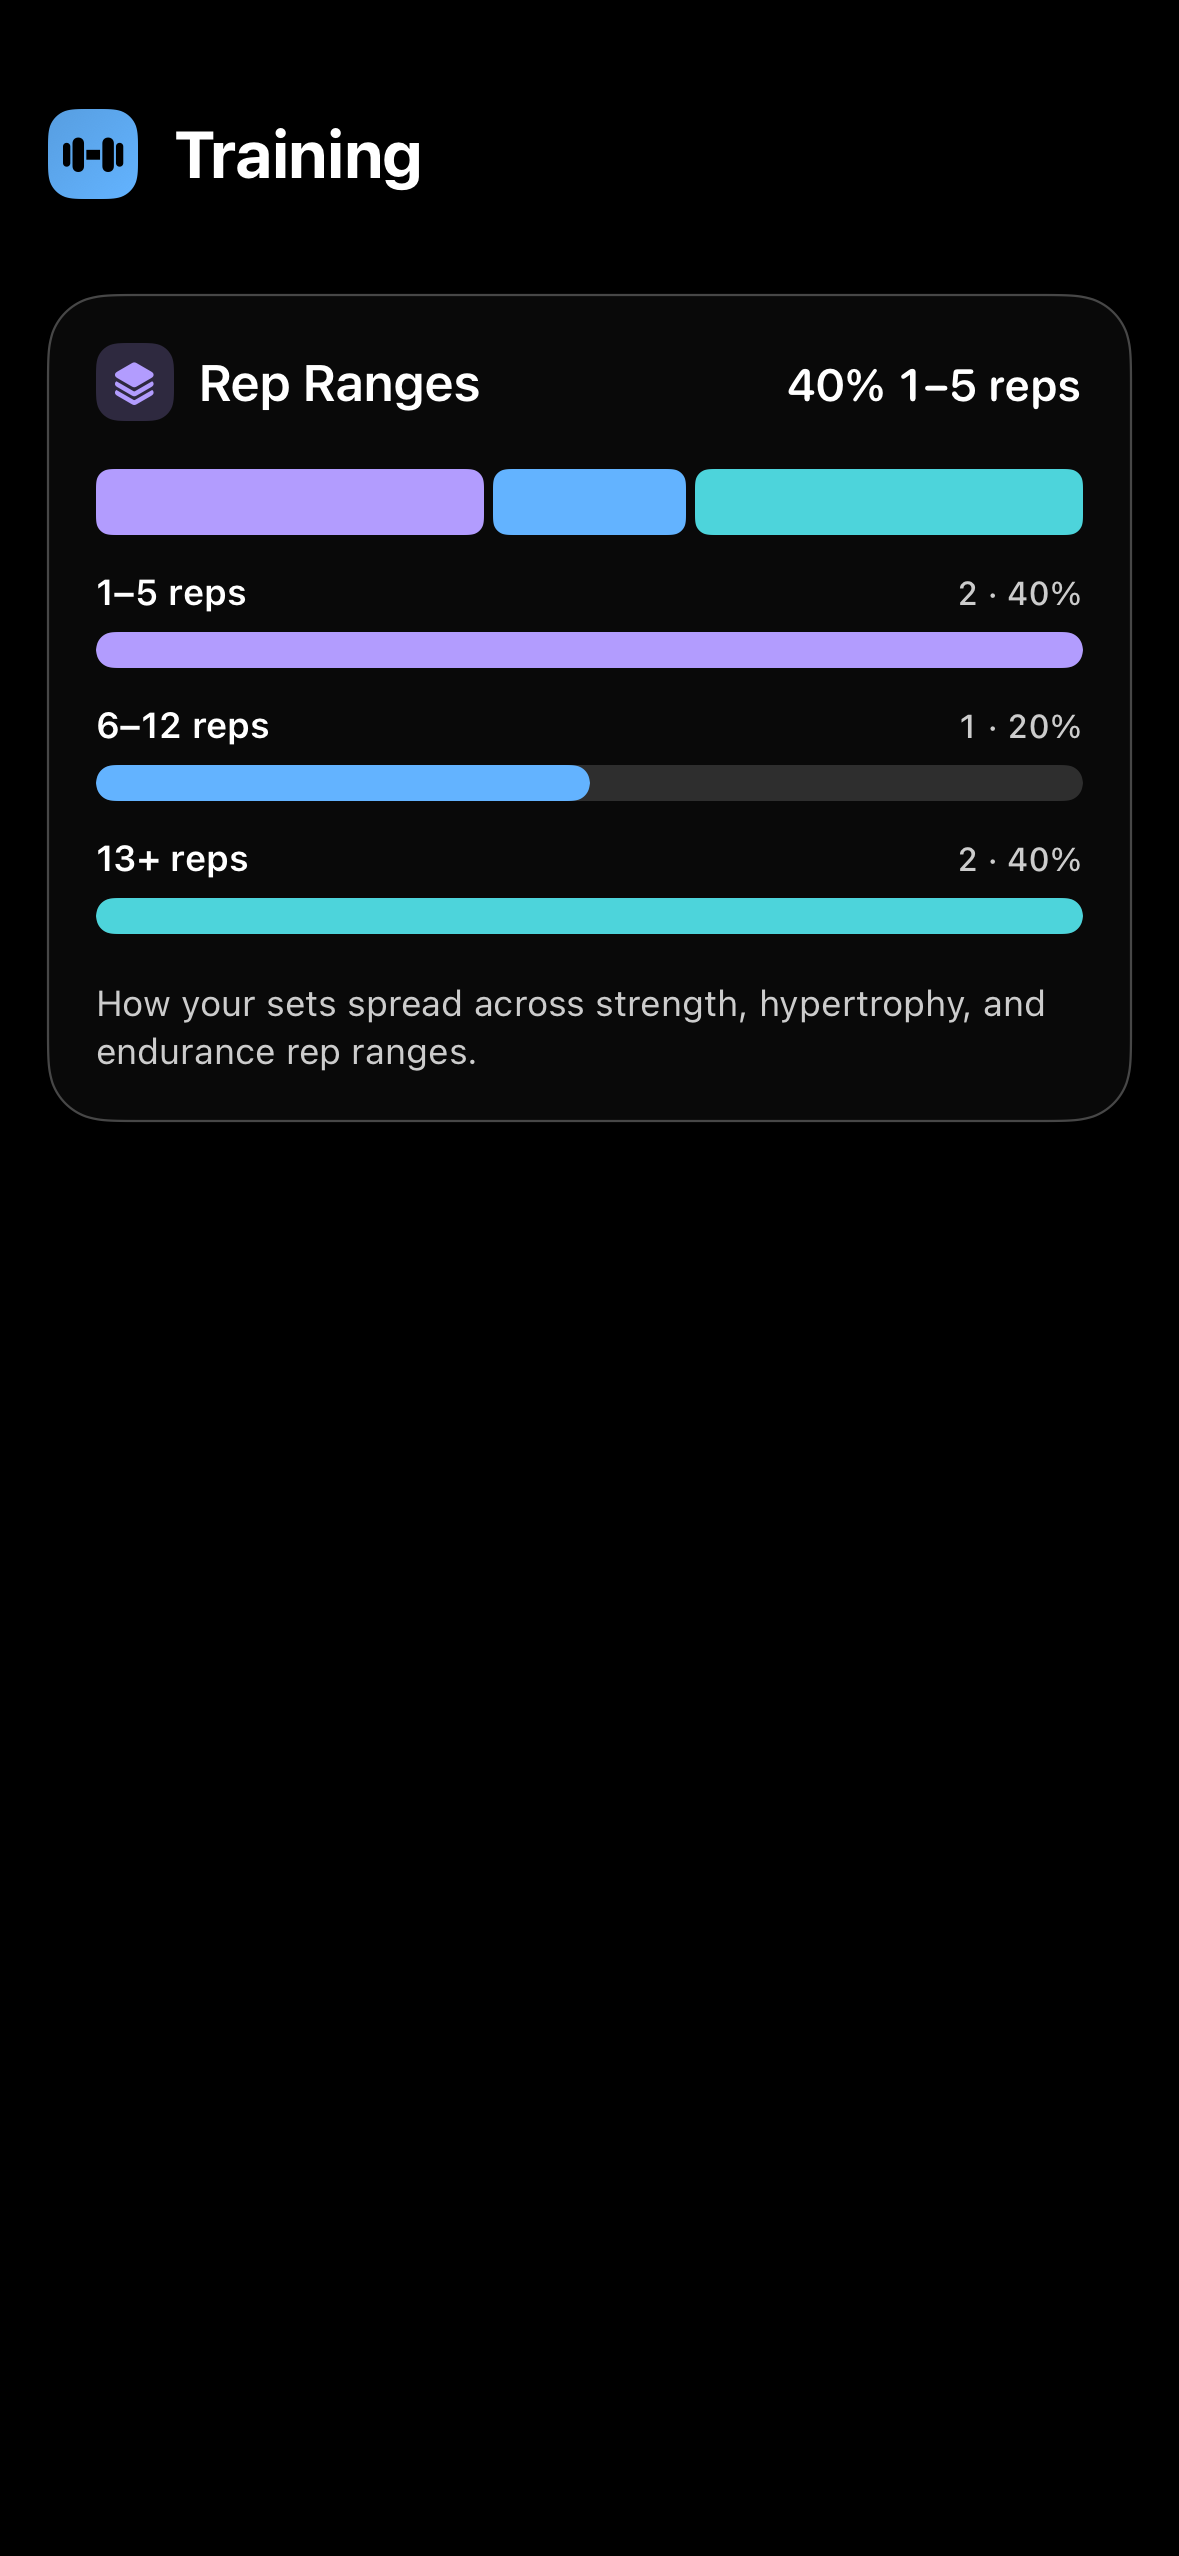 Training
Rep Ranges
40% 1–5 reps
1–5 reps
2 · 40%
6–12 reps
1 · 20%
13+ reps
2 · 40%
How your sets spread across strength, hypertrophy, and
endurance rep ranges.